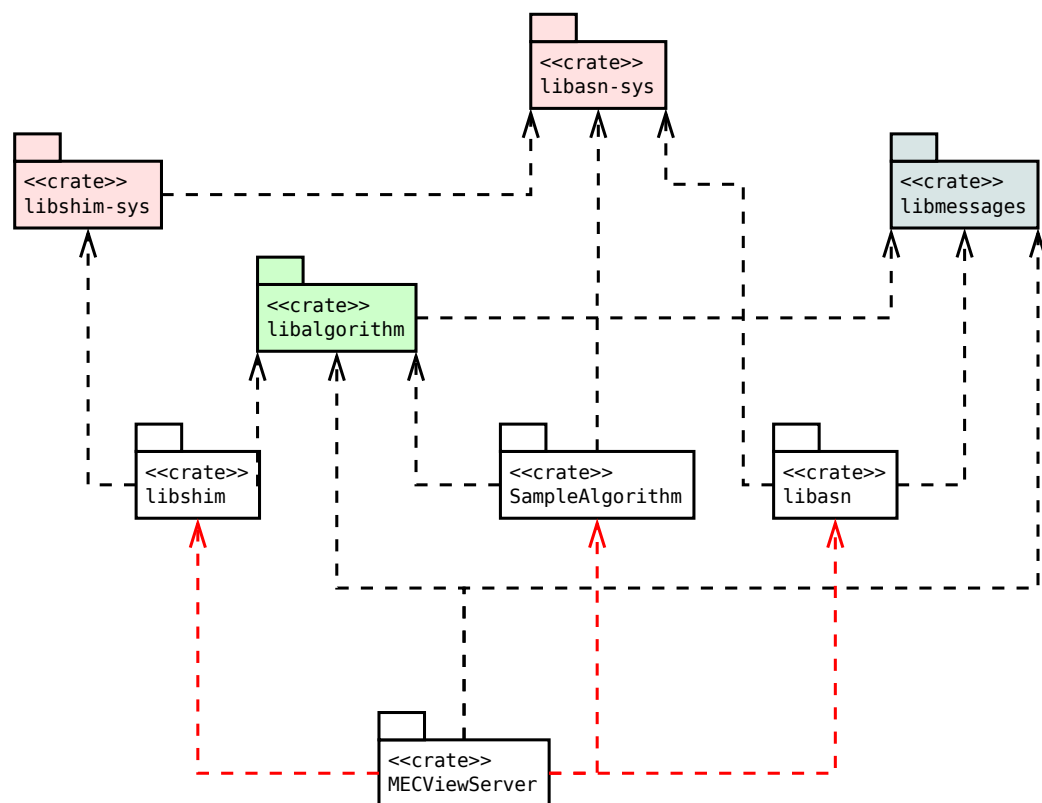 <<crate>>
libasn-sys
<<crate>>
libshim-sys
<<crate>>
libmessages
<<crate>>
libalgorithm
<<crate>>
libshim
<<crate>>
SampleAlgorithm
<<crate>>
libasn
<<crate>>
MECViewServer